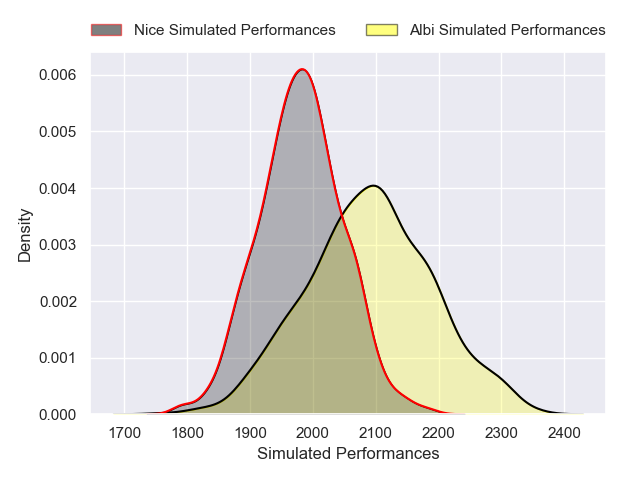 Nice Simulated Performances Albi Simulated Performances
0.006
0.005
0.004
0.003
0.002
0.001
0.000
Density
1700 1800 1900 2000 2100 2200 2300 2400
Simulated Performances